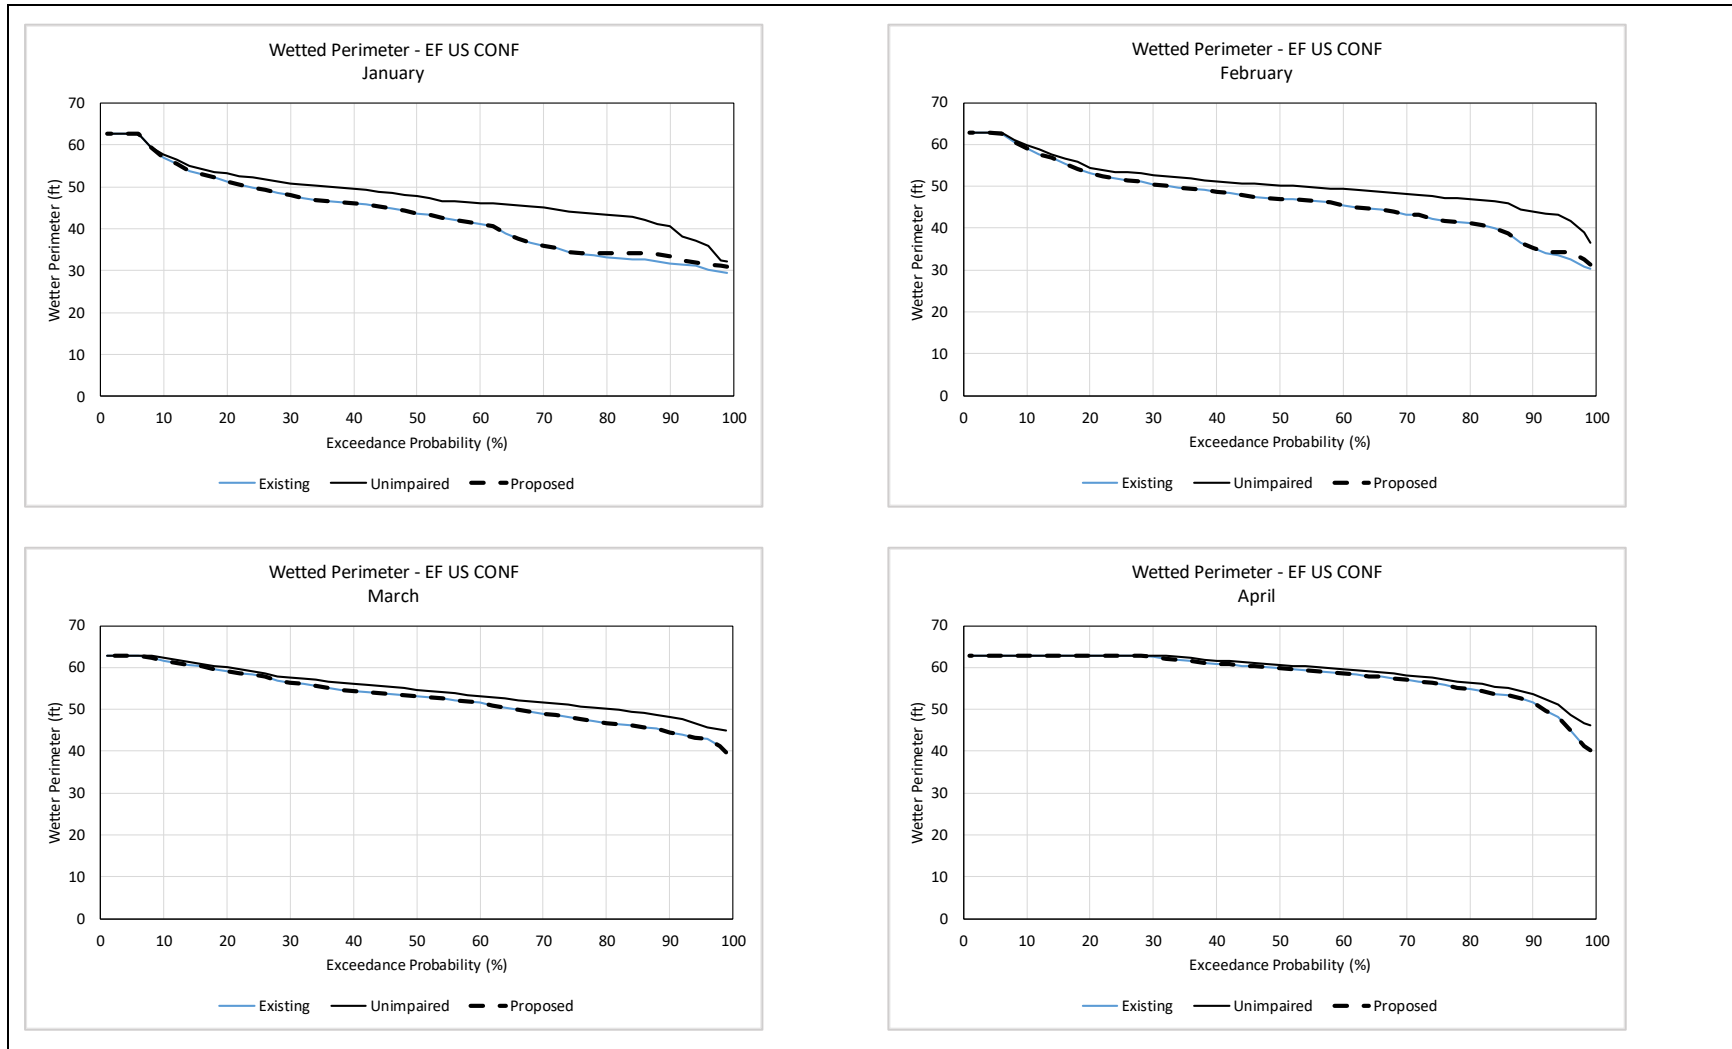 Wetted Perimeter - EF US CONF
January
70
60
50
40
30
20
10
0
Wetter Perimeter (ft)
0 10 20 30 40 50 60 70 80 90 100
Exceedance Probability (%)
Existing Unimpaired Proposed
Wetted Perimeter - EF US CONF
February
70
60
50
40
30
20
10
0
Wetter Perimeter (ft)
0 10 20 30 40 50 60 70 80 90 100
Exceedance Probability (%)
Existing Unimpaired Proposed
Wetted Perimeter - EF US CONF
March
70
60
50
40
30
20
10
0
Wetter Perimeter (ft)
0 10 20 30 40 50 60 70 80 90 100
Exceedance Probability (%)
Existing Unimpaired Proposed
Wetted Perimeter - EF US CONF
April
70
60
50
40
30
20
10
0
Wetter Perimeter (ft)
0 10 20 30 40 50 60 70 80 90 100
Exceedance Probability (%)
Existing Unimpaired Proposed